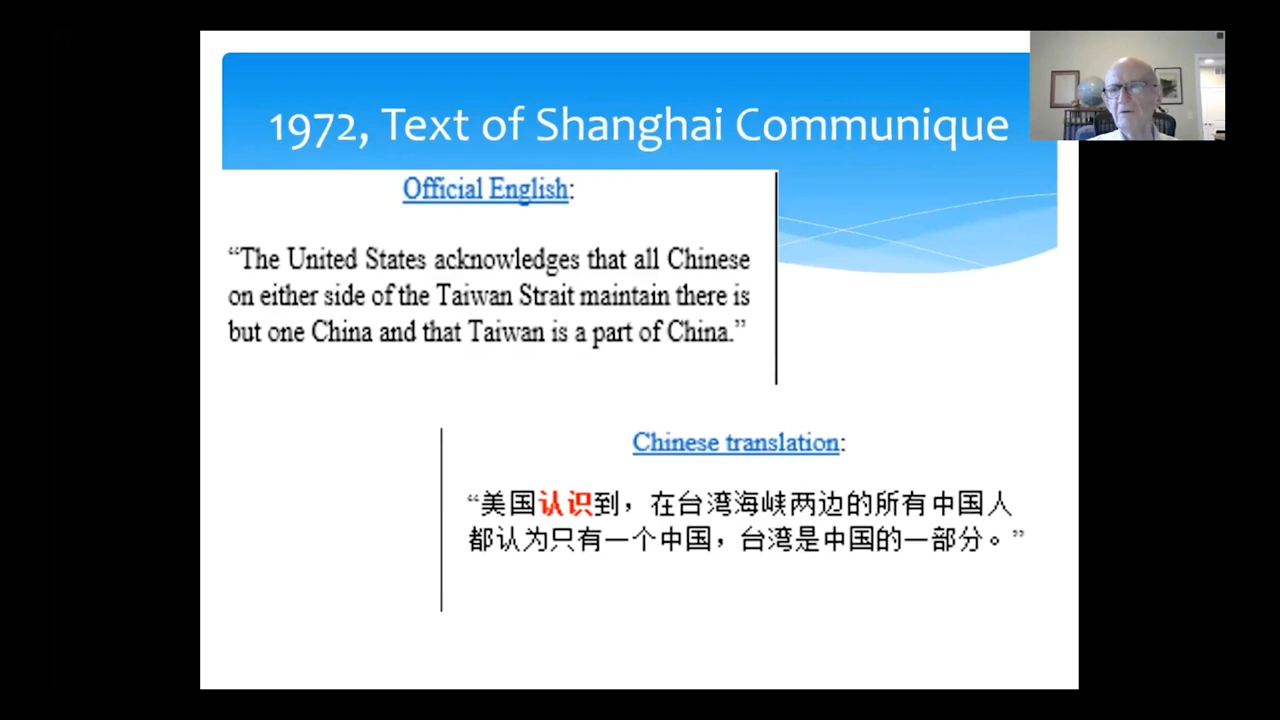 1972, Text of Shanghai Communique
Official English:
“The United States acknowledges that all Chinese
on either side of the Taiwan Strait maintain there is
but one China and that Taiwan is a part of China.”
Chinese translation:
“美国认识到，在台湾海峡两边的所有中国人
都认为只有一个中国，台湾是中国的一部分。”